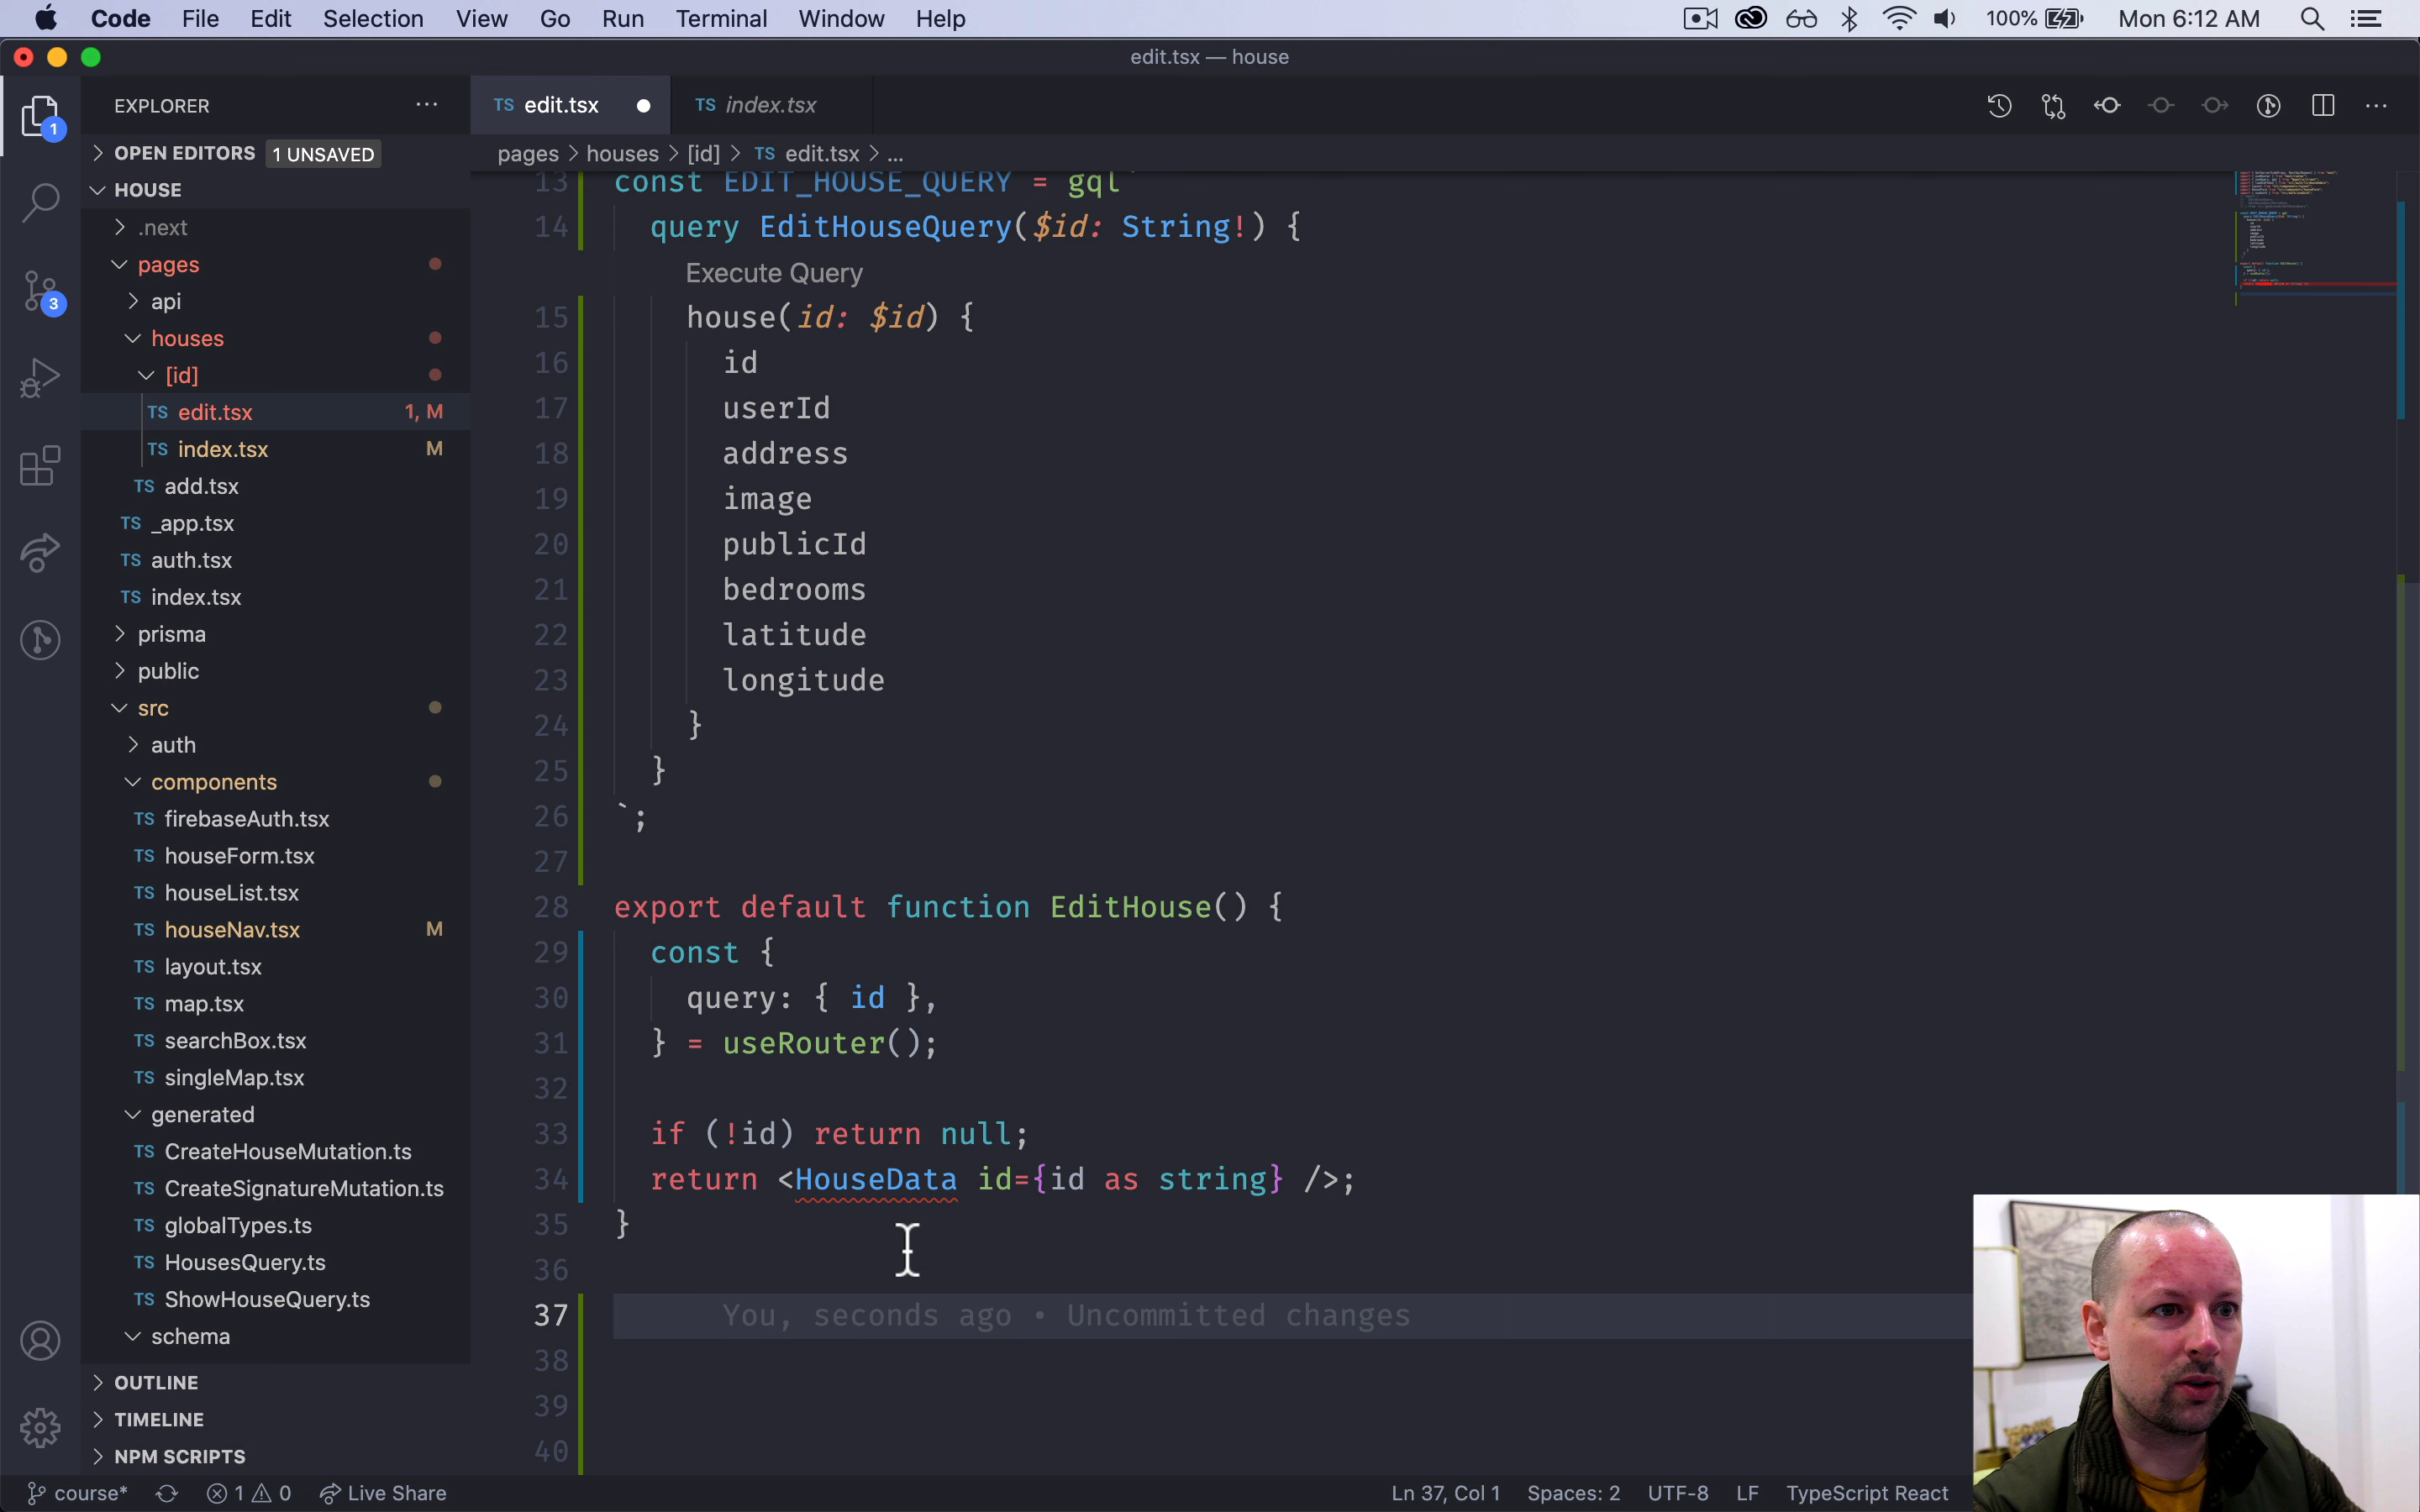 Code File Edit Selection View Go Run Terminal Window Help 100% Mon 6:12 AM
edit.tsx — house
EXPLORER
TS edit.tsx
TS index.tsx
OPEN EDITORS 1 UNSAVED
pages > houses > [id] > TS edit.tsx > ...
HOUSE
.next
pages
api
houses
[id]
TS edit.tsx 1, M
TS index.tsx M
TS add.tsx
TS _app.tsx
TS auth.tsx
TS index.tsx
prisma
public
src
auth
components
TS firebaseAuth.tsx
TS houseForm.tsx
TS houseList.tsx
TS houseNav.tsx M
TS layout.tsx
TS map.tsx
TS searchBox.tsx
TS singleMap.tsx
generated
TS CreateHouseMutation.ts
TS CreateSignatureMutation.ts
TS globalTypes.ts
TS HousesQuery.ts
TS ShowHouseQuery.ts
schema
OUTLINE
TIMELINE
NPM SCRIPTS
1
3
13 const EDIT_HOUSE_QUERY = gql`
14 query EditHouseQuery($id: String!) {
Execute Query
15 house(id: $id) {
16 id
17 userId
18 address
19 image
20 publicId
21 bedrooms
22 latitude
23 longitude
24 }
25 }
26 `;
27
28 export default function EditHouse() {
29 const {
30 query: { id },
31 } = useRouter();
32
33 if (!id) return null;
34 return <HouseData id={id as string} />;
35 }
36
37 You, seconds ago • Uncommitted changes
38
39
40
course* 1 0 Live Share Ln 37, Col 1 Spaces: 2 UTF-8 LF TypeScript React